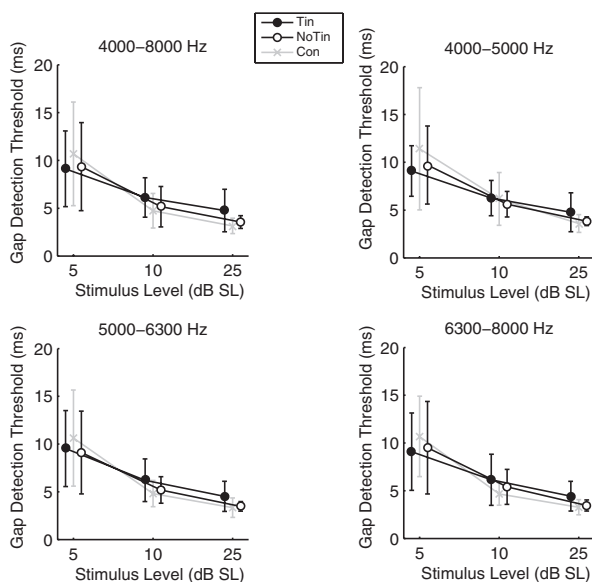 Tin
NoTin
Con
4000–8000 Hz
Gap Detection Threshold (ms)
20
15
10
5
0
5 10 25
Stimulus Level (dB SL)
4000–5000 Hz
Gap Detection Threshold (ms)
20
15
10
5
0
5 10 25
Stimulus Level (dB SL)
5000–6300 Hz
Gap Detection Threshold (ms)
20
15
10
5
0
5 10 25
Stimulus Level (dB SL)
6300–8000 Hz
Gap Detection Threshold (ms)
20
15
10
5
0
5 10 25
Stimulus Level (dB SL)